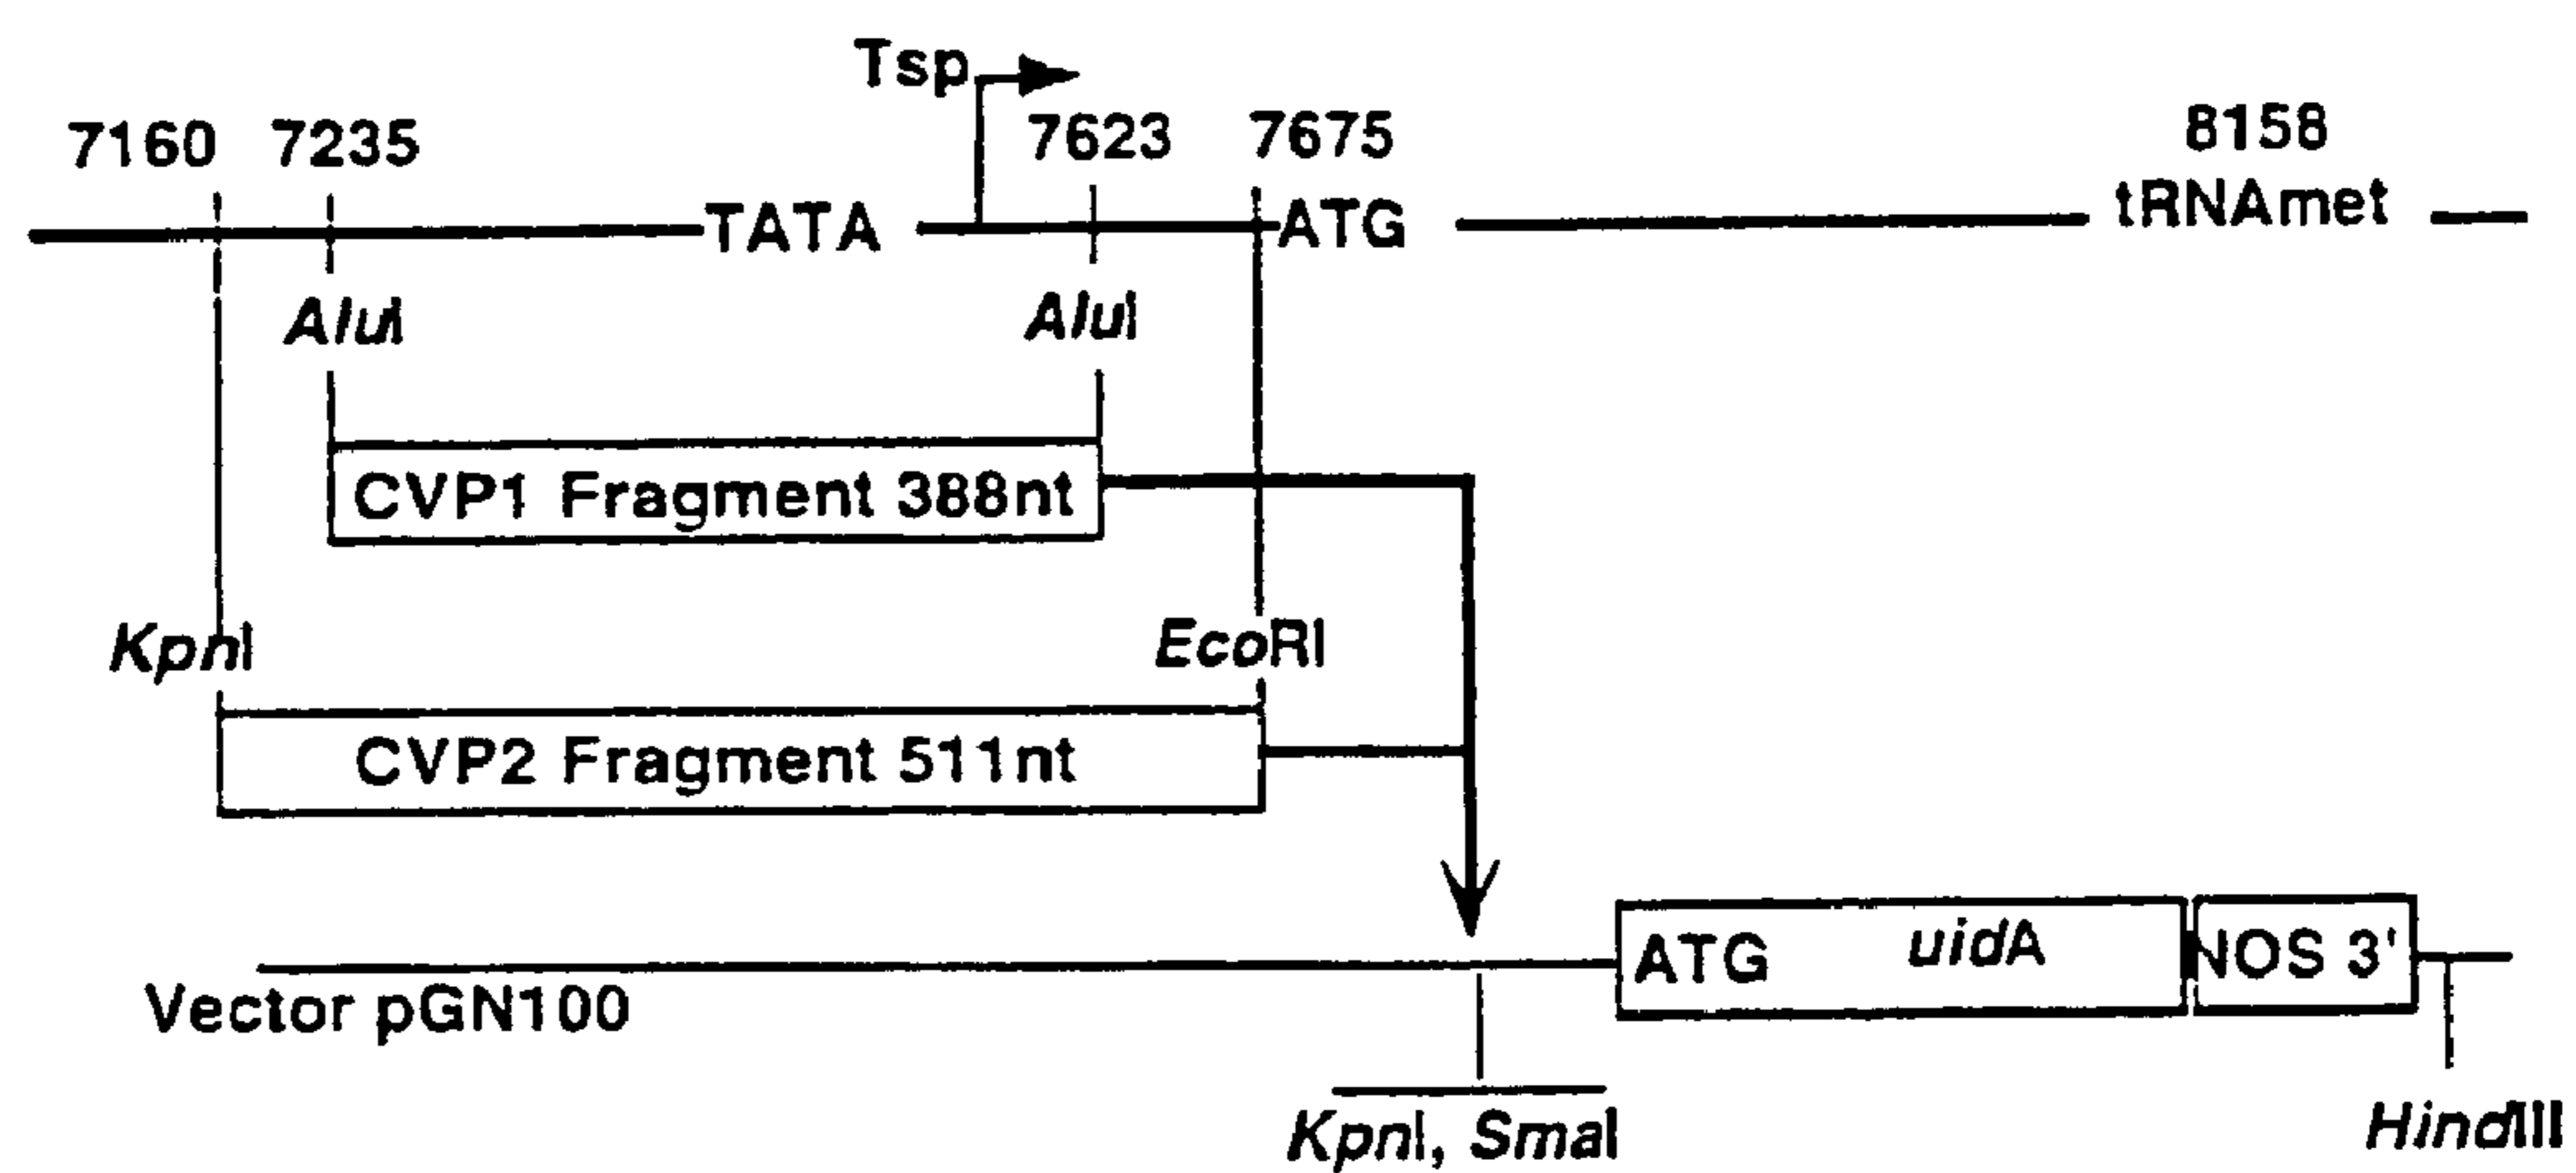 Tsp
7160 7235 7623 7675 8158
TATA ATG tRNAmet
AluI AluI
CVP1 Fragment 388nt
KpnI EcoRI
CVP2 Fragment 511nt
ATG uidA NOS 3'
Vector pGN100
KpnI, SmaI
HindIII